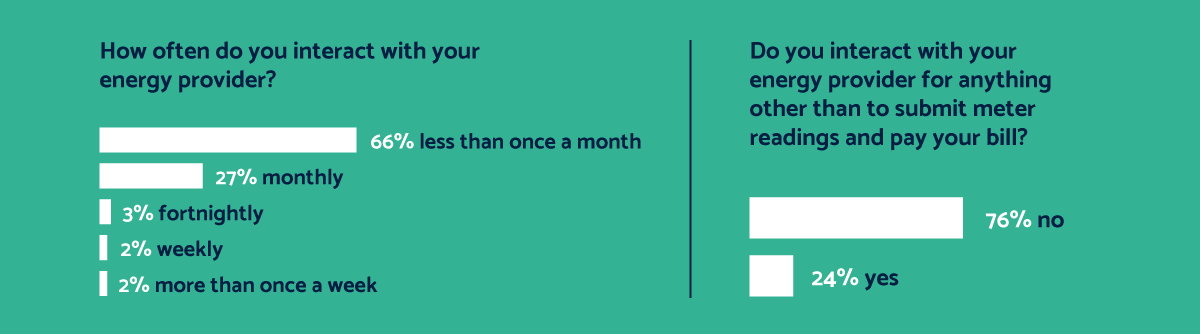 How often do you interact with your
energy provider?
66% less than once a month
27% monthly
3% fortnightly
2% weekly
2% more than once a week
Do you interact with your
energy provider for anything
other than to submit meter
readings and pay your bill?
76% no
24% yes